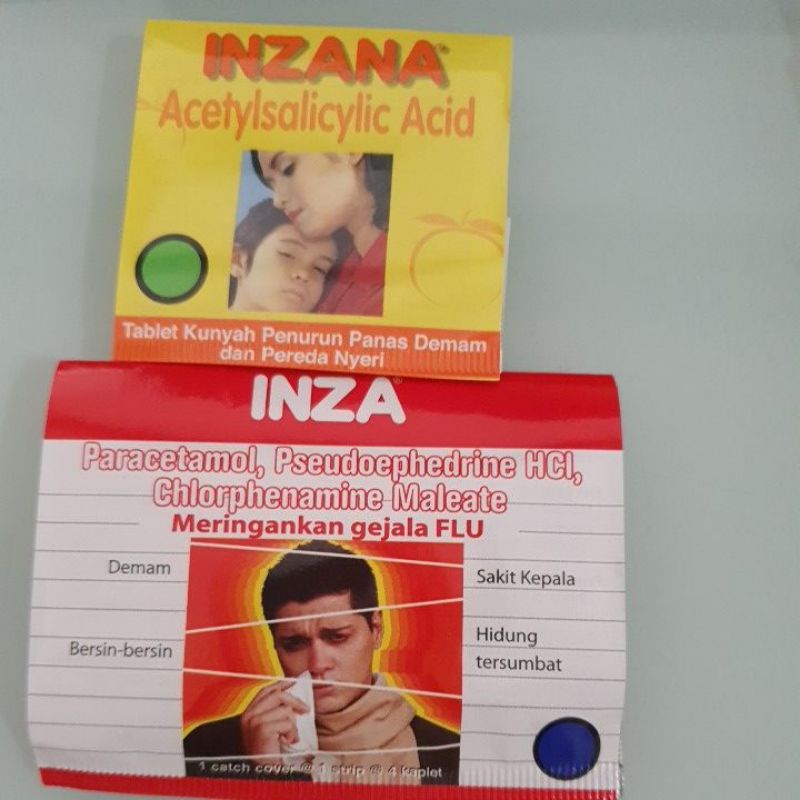 INZANA
Acetylsalicylic Acid
Tablet Kunyah Penurun Panas Demam
dan Pereda Nyeri
INZA
Paracetamol, Pseudoephedrine HCl,
Chlorphenamine Maleate
Meringankan gejala FLU
Demam
Sakit Kepala
Bersin-bersin
Hidung
tersumbat
1 catch cover @ 1 strip @ 4 kaplet